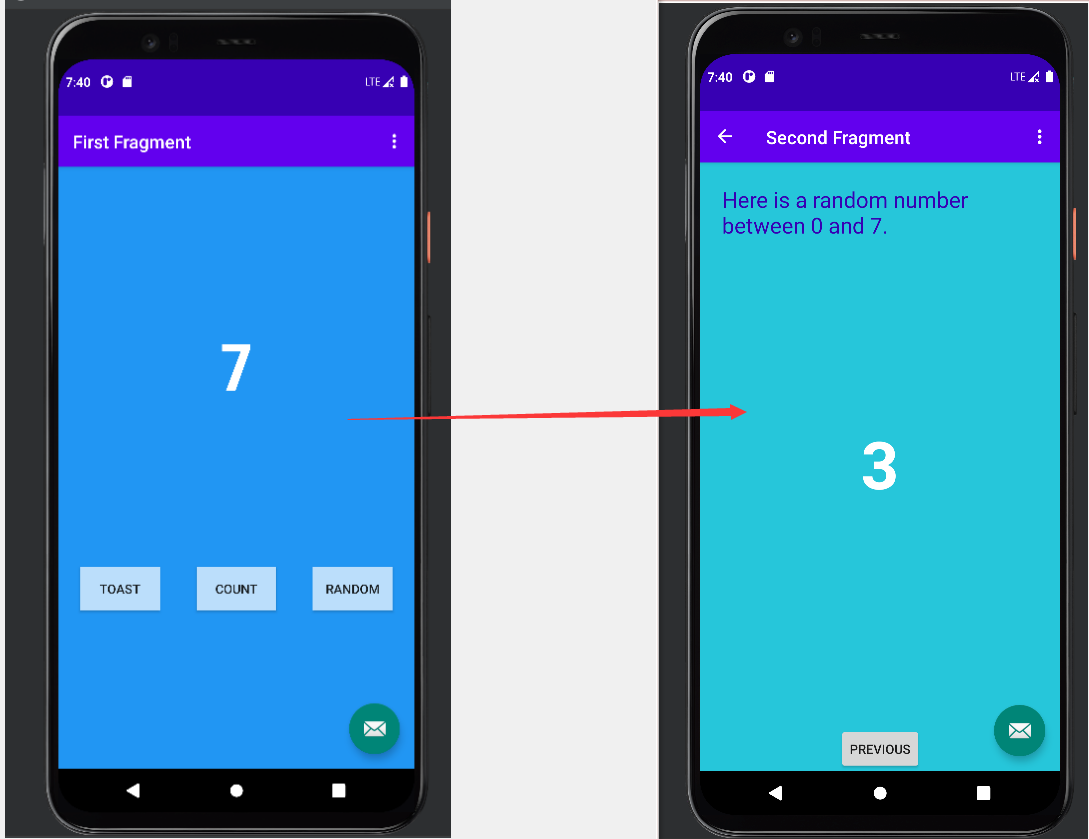 7:40
LTE
First Fragment
7
TOAST
COUNT
RANDOM
7:40
LTE
Second Fragment
Here is a random number
between 0 and 7.
3
PREVIOUS